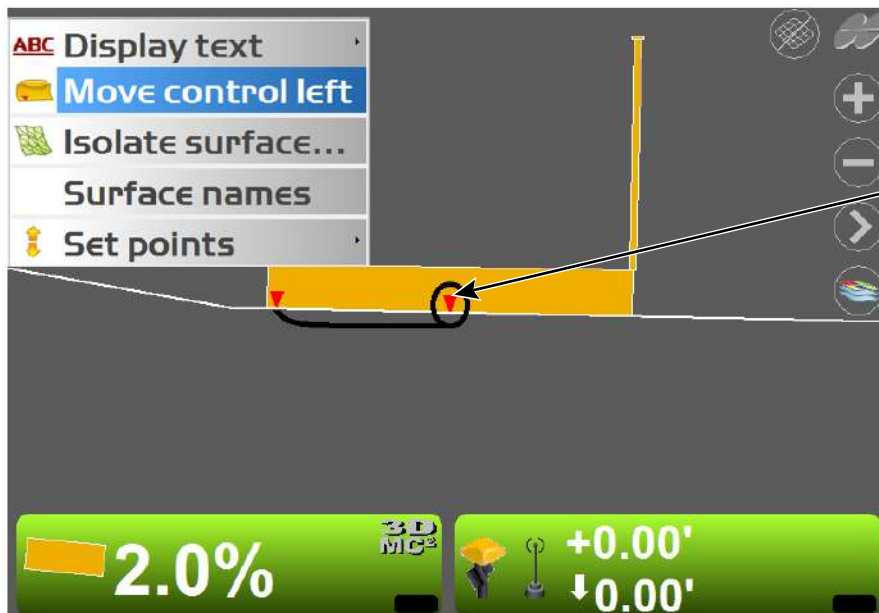 ABC Display text
Move control left
Isolate surface...
Surface names
Set points
2.0%
3D
MC²
+0.00'
0.00'